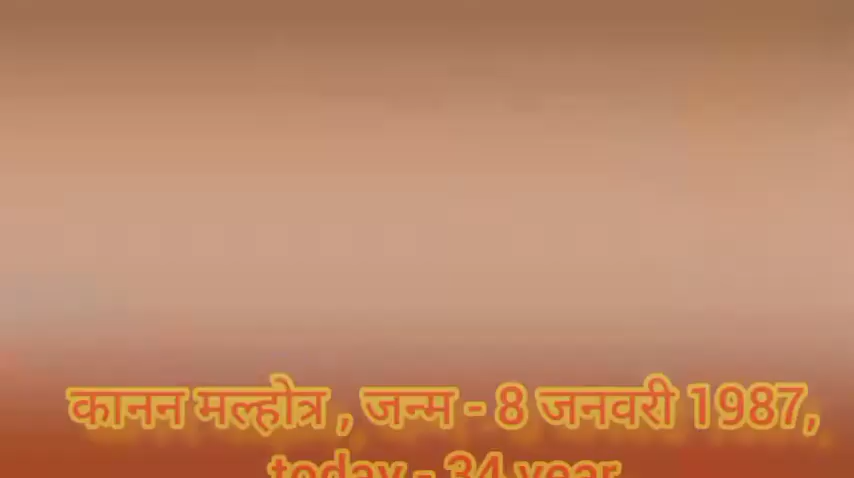 कानन मल्होत्र , जन्म - 8 जनवरी 1987,
today - 34 year